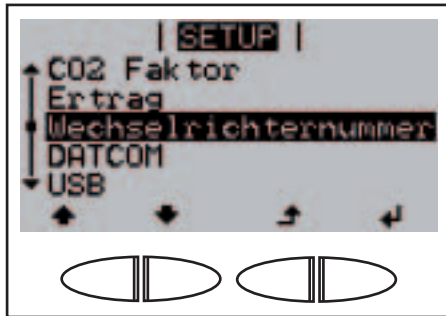 SETUP
CO2 Faktor
Ertrag
Wechselrichternummer
DATCOM
USB